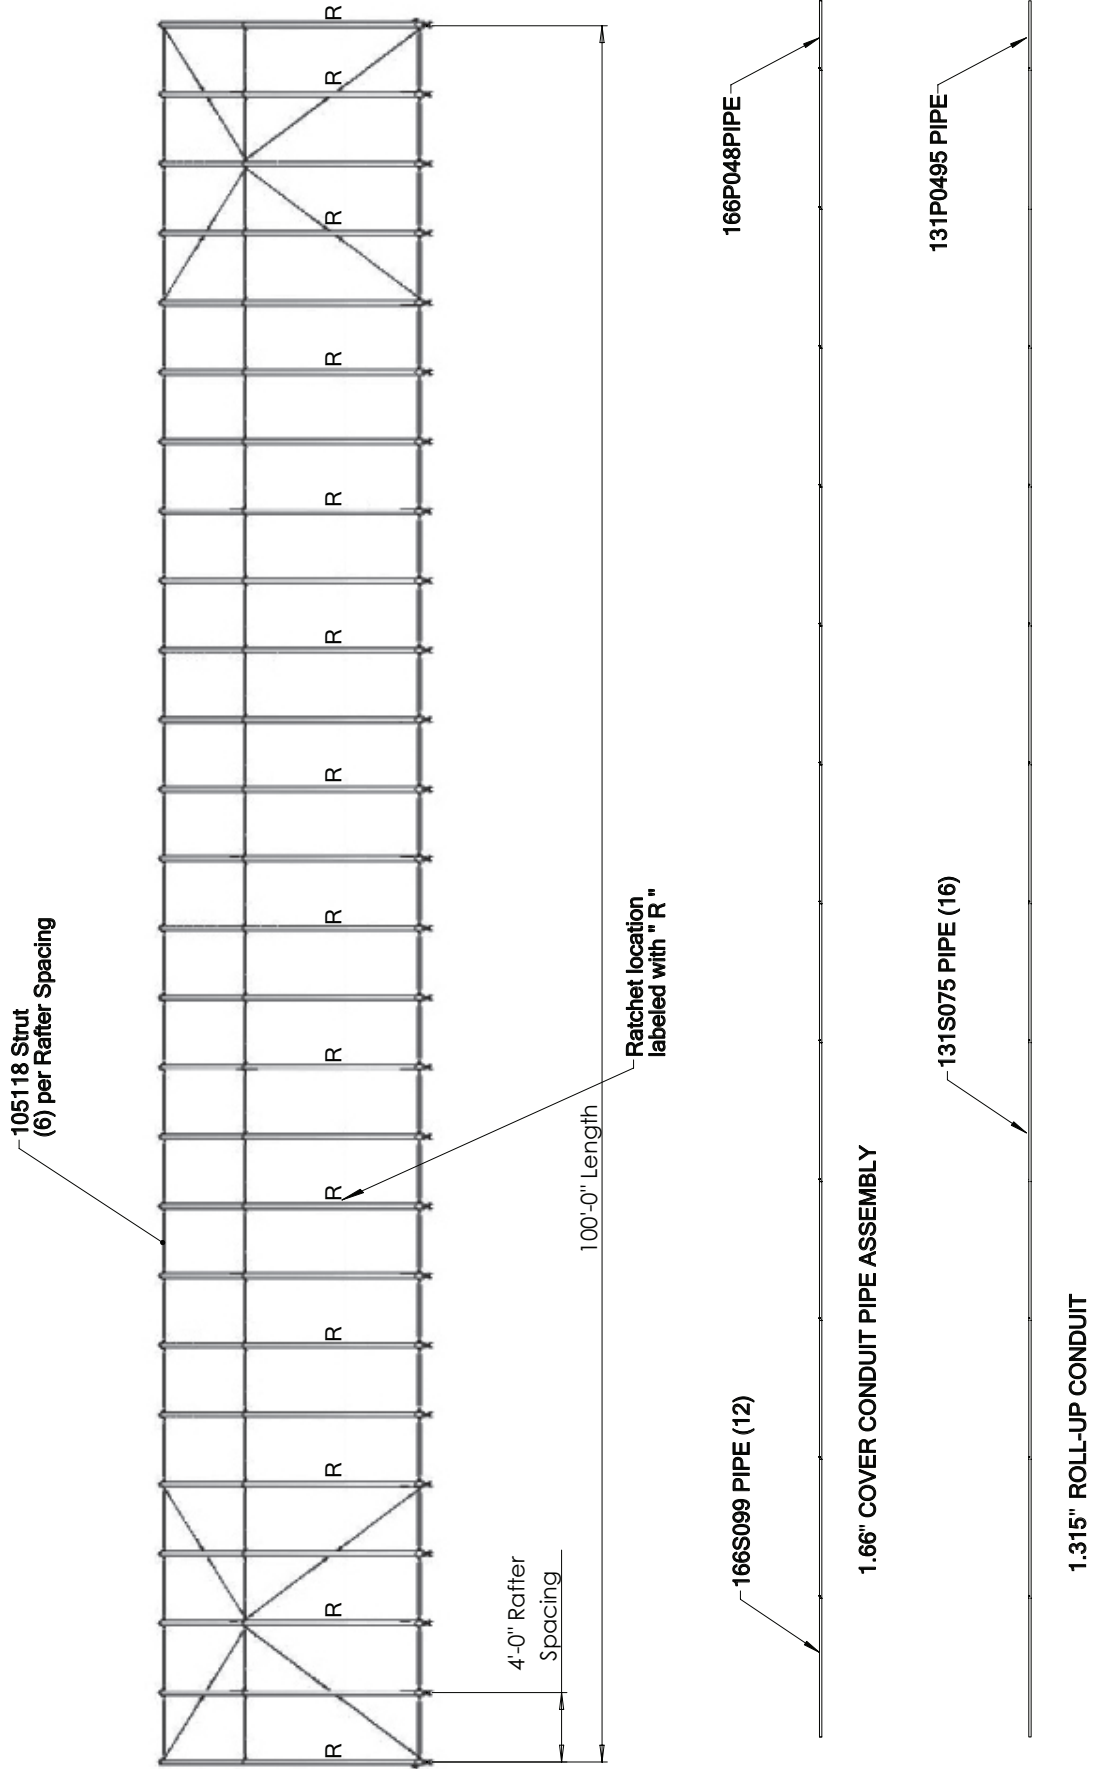 105118 Strut
(6) per Rafter Spacing
R
R
R
R
R
R
R
R
R
R
R
R
R
R
Ratchet location
labeled with " R "
4'-0" Rafter
Spacing
100'-0" Length
166S099 PIPE (12)
166P048PIPE
1.66" COVER CONDUIT PIPE ASSEMBLY
131S075 PIPE (16)
131P0495 PIPE
1.315" ROLL-UP CONDUIT